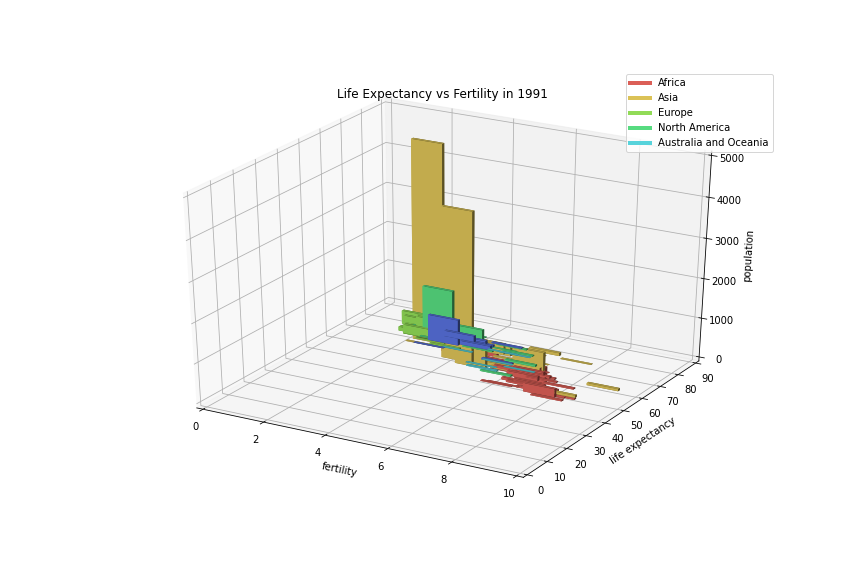 Life Expectancy vs Fertility in 1991
Africa
Asia
Europe
North America
Australia and Oceania
5000
4000
3000
2000
1000
0
population
90
80
70
60
50
40
30
20
10
0
life expectancy
0
2
4
6
8
10
fertility